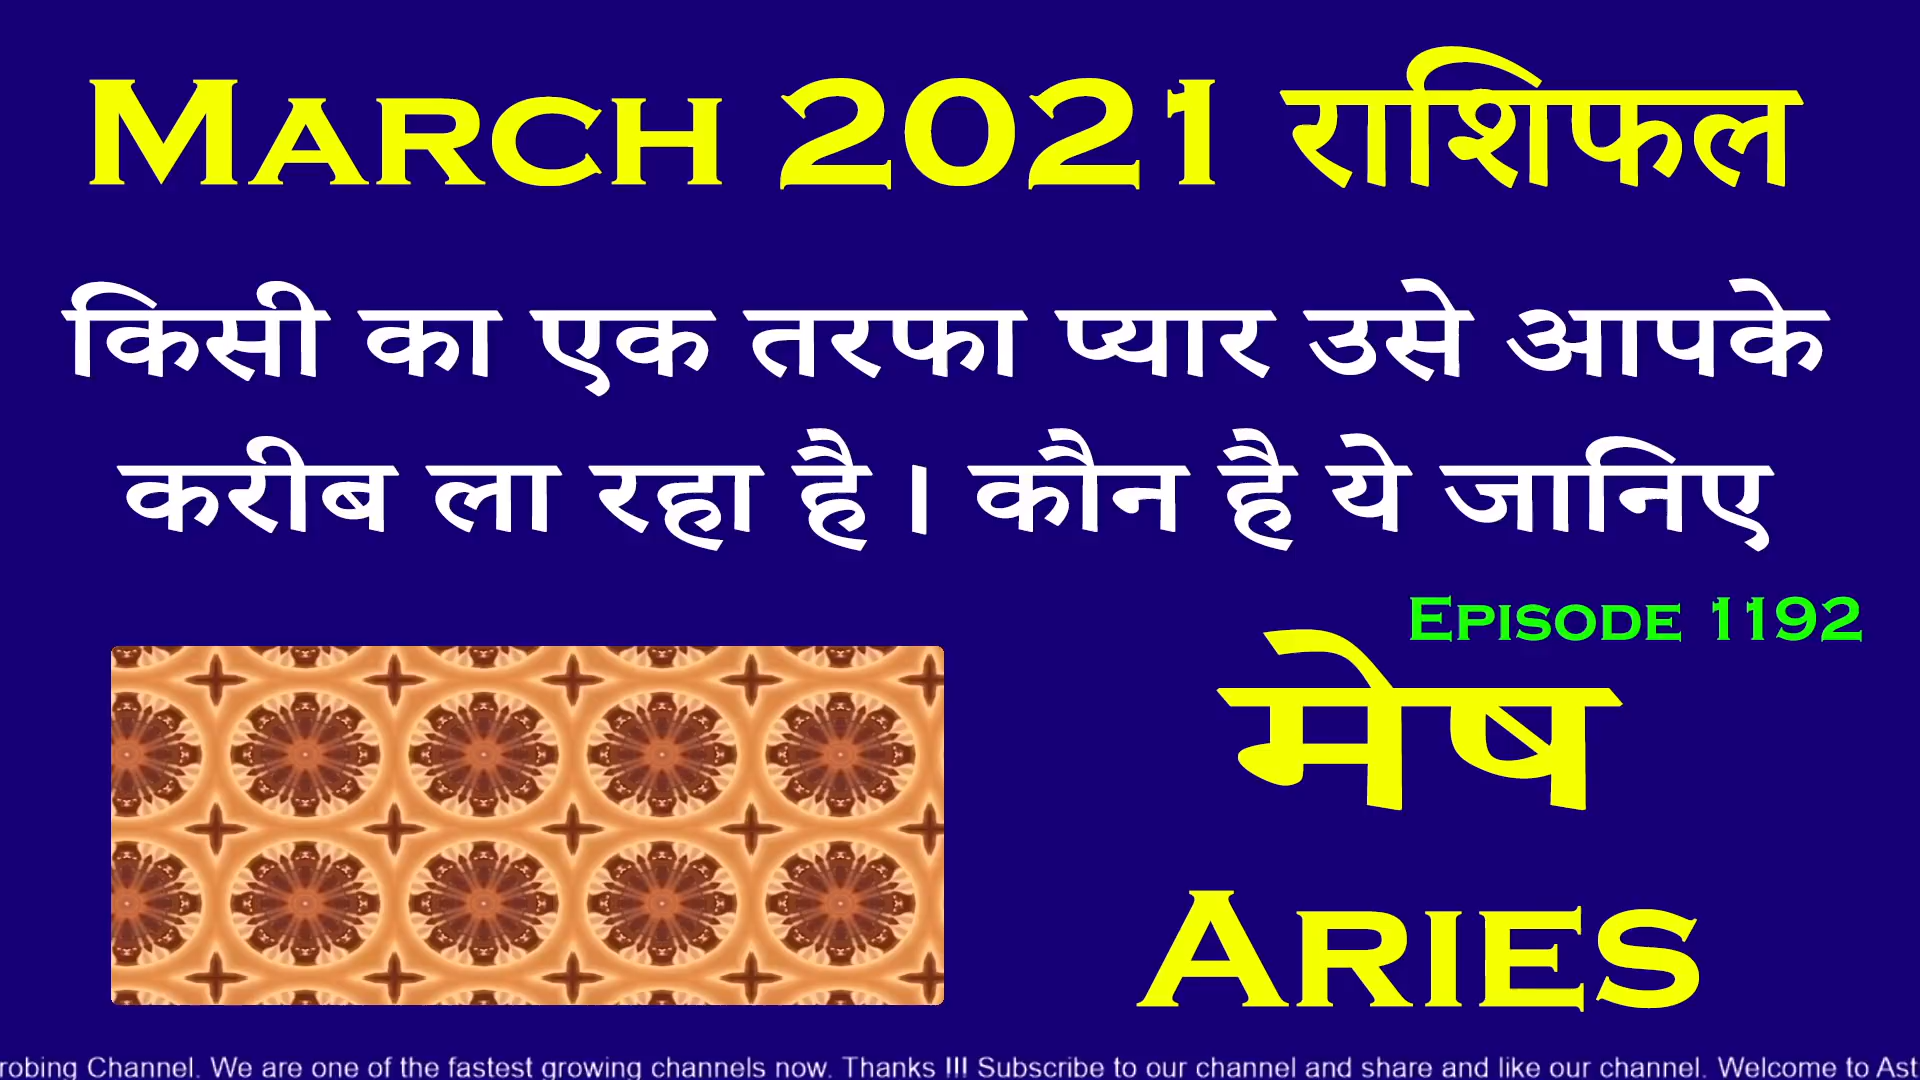 March 2021 राशिफल
किसी का एक तरफा प्यार उसे आपके
करीब ला रहा है । कौन है ये जानिए
Episode 1192
मेष
Aries
robing Channel. We are one of the fastest growing channels now. Thanks !!! Subscribe to our channel and share and like our channel. Welcome to Ast